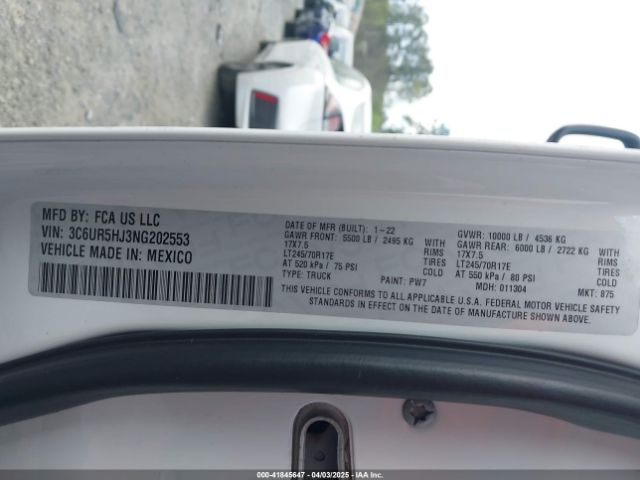 MFD BY: FCA US LLC
VIN: 3C6UR5HJ3NG202553
VEHICLE MADE IN: MEXICO
DATE OF MFR (BUILT): 1-22
GAWR FRONT: 5500 LB / 2495 KG WITH
17X7.5 RIMS
LT245/70R17E TIRES
AT 520 kPa / 75 PSI COLD
TYPE: TRUCK PAINT: PW7
GVWR: 10000 LB / 4536 KG
GAWR REAR: 6000 LB / 2722 KG WITH
17X7.5 RIMS
LT245/70R17E TIRES
AT 550 kPa / 80 PSI COLD
MDH: 011304 MKT: 875
THIS VEHICLE CONFORMS TO ALL APPLICABLE U.S.A. FEDERAL MOTOR VEHICLE SAFETY
STANDARDS IN EFFECT ON THE DATE OF MANUFACTURE SHOWN ABOVE.
000-41845647 - 04/03/2025 - IAAI.com